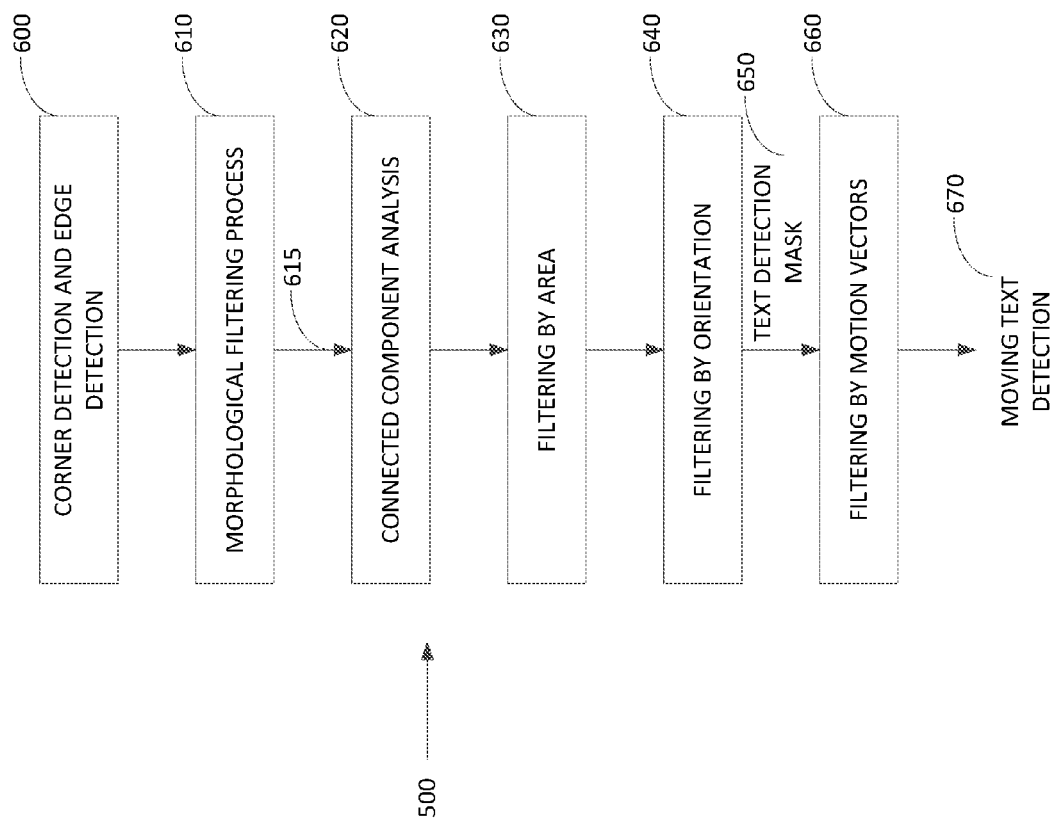 600
CORNER DETECTION AND EDGE
DETECTION
610
MORPHOLOGICAL FILTERING PROCESS
615
620
CONNECTED COMPONENT ANALYSIS
500
630
FILTERING BY AREA
640
FILTERING BY ORIENTATION
650
TEXT DETECTION
MASK
660
FILTERING BY MOTION VECTORS
670
MOVING TEXT
DETECTION